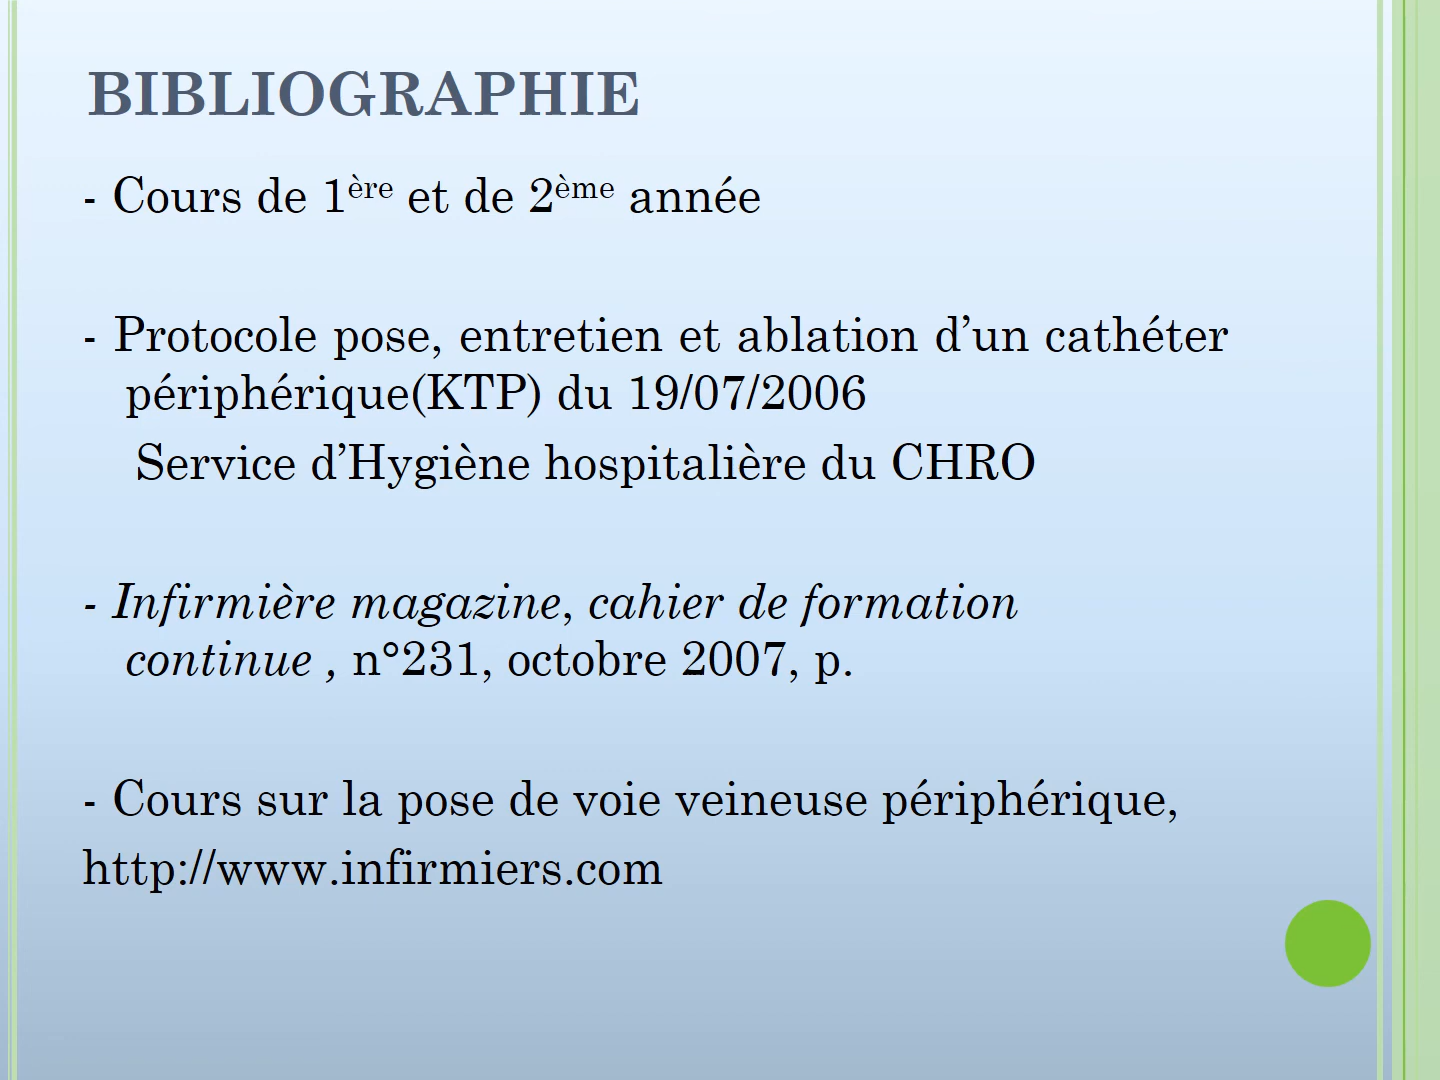 BIBLIOGRAPHIE
- Cours de 1ère et de 2ème année
- Protocole pose, entretien et ablation d’un cathéter
périphérique(KTP) du 19/07/2006
Service d’Hygiène hospitalière du CHRO
- Infirmière magazine, cahier de formation
continue , n°231, octobre 2007, p.
- Cours sur la pose de voie veineuse périphérique,
http://www.infirmiers.com